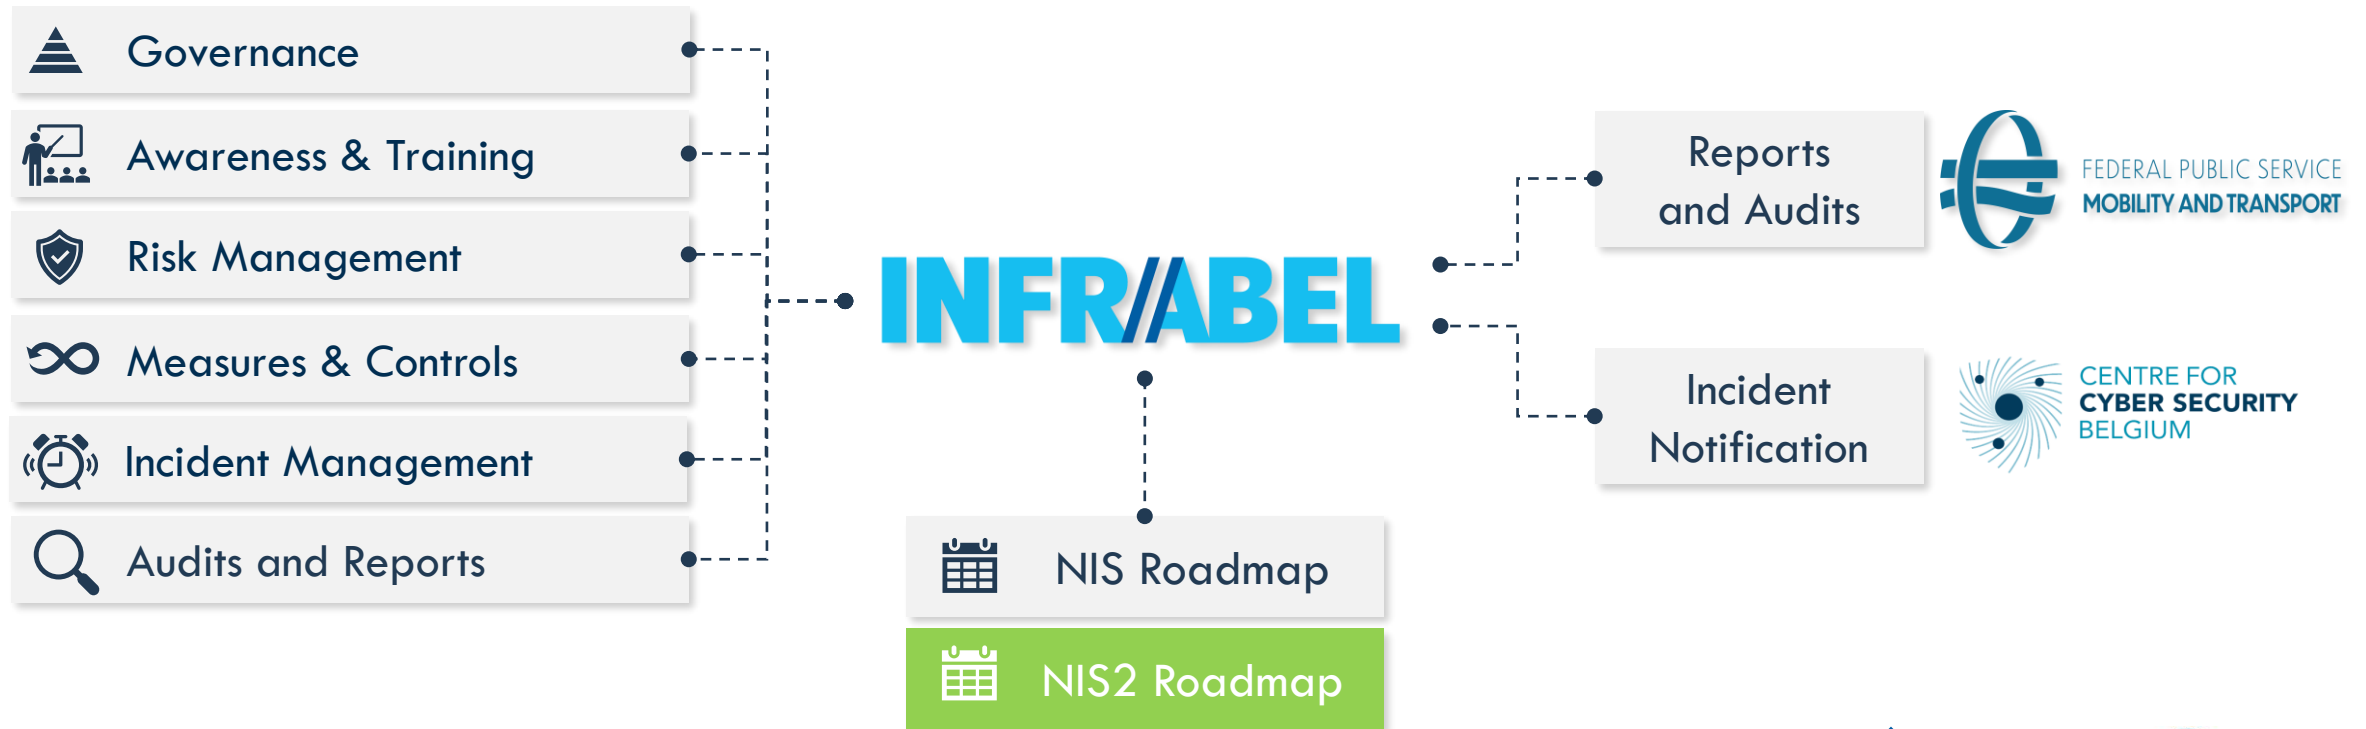 Governance
Awareness & Training
Risk Management
Measures & Controls
Incident Management
Audits and Reports
INFRABEL
NIS Roadmap
NIS2 Roadmap
Reports
and Audits
FEDERAL PUBLIC SERVICE
MOBILITY AND TRANSPORT
Incident
Notification
CENTRE FOR
CYBER SECURITY
BELGIUM